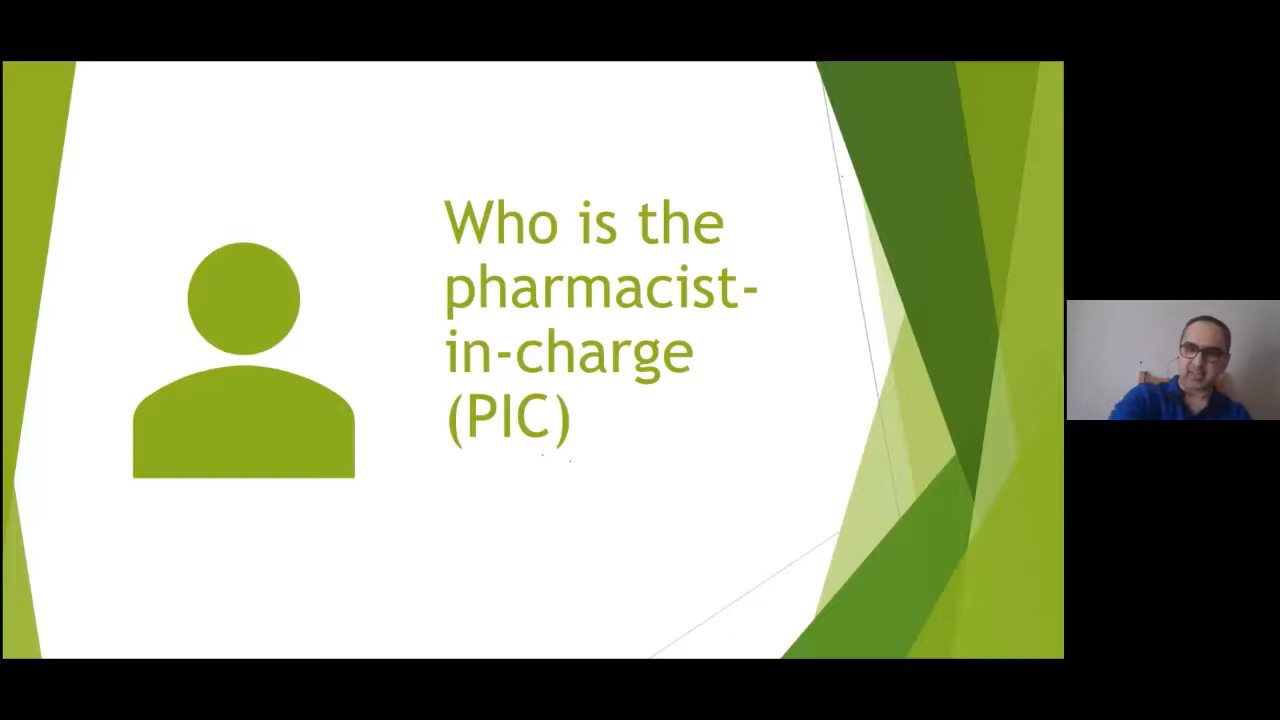 Who is the
pharmacist-
in-charge
(PIC)